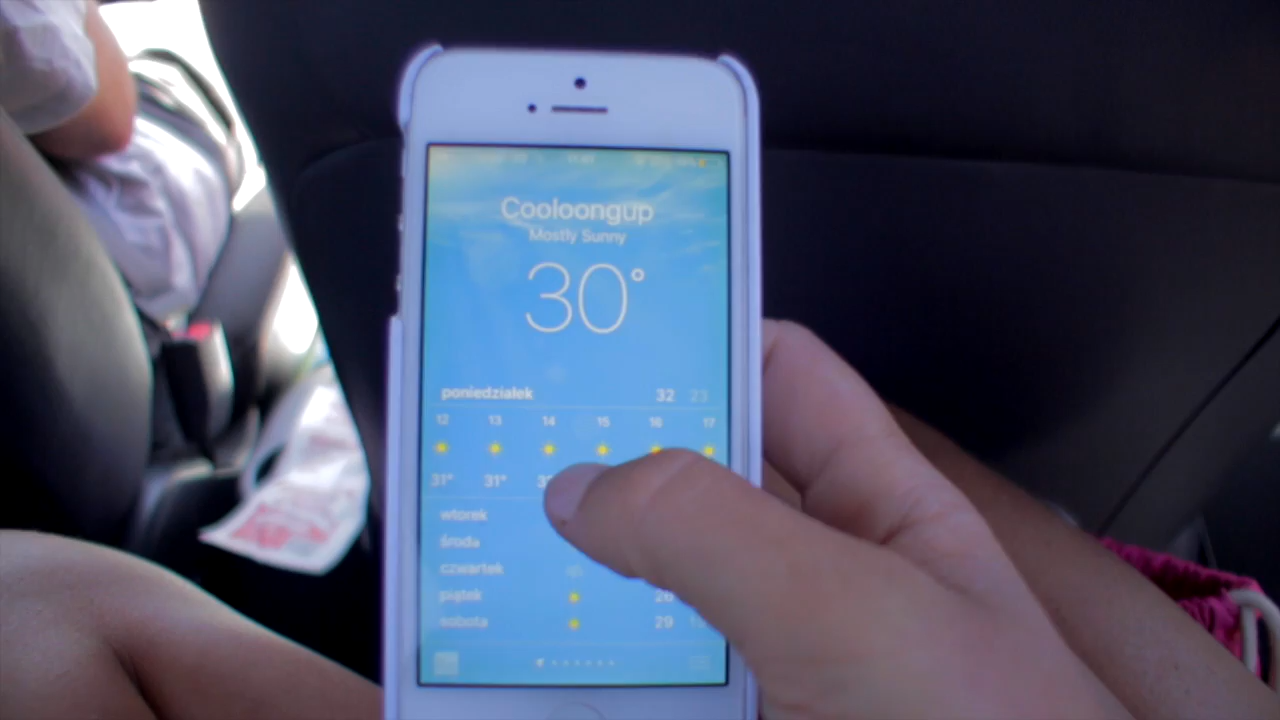 Cooloongup
Mostly Sunny
30°
poniedziałek 32 23
12 13 14 15 16 17
31° 31°
wtorek
środa
czwartek
piątek 26
sobota 29